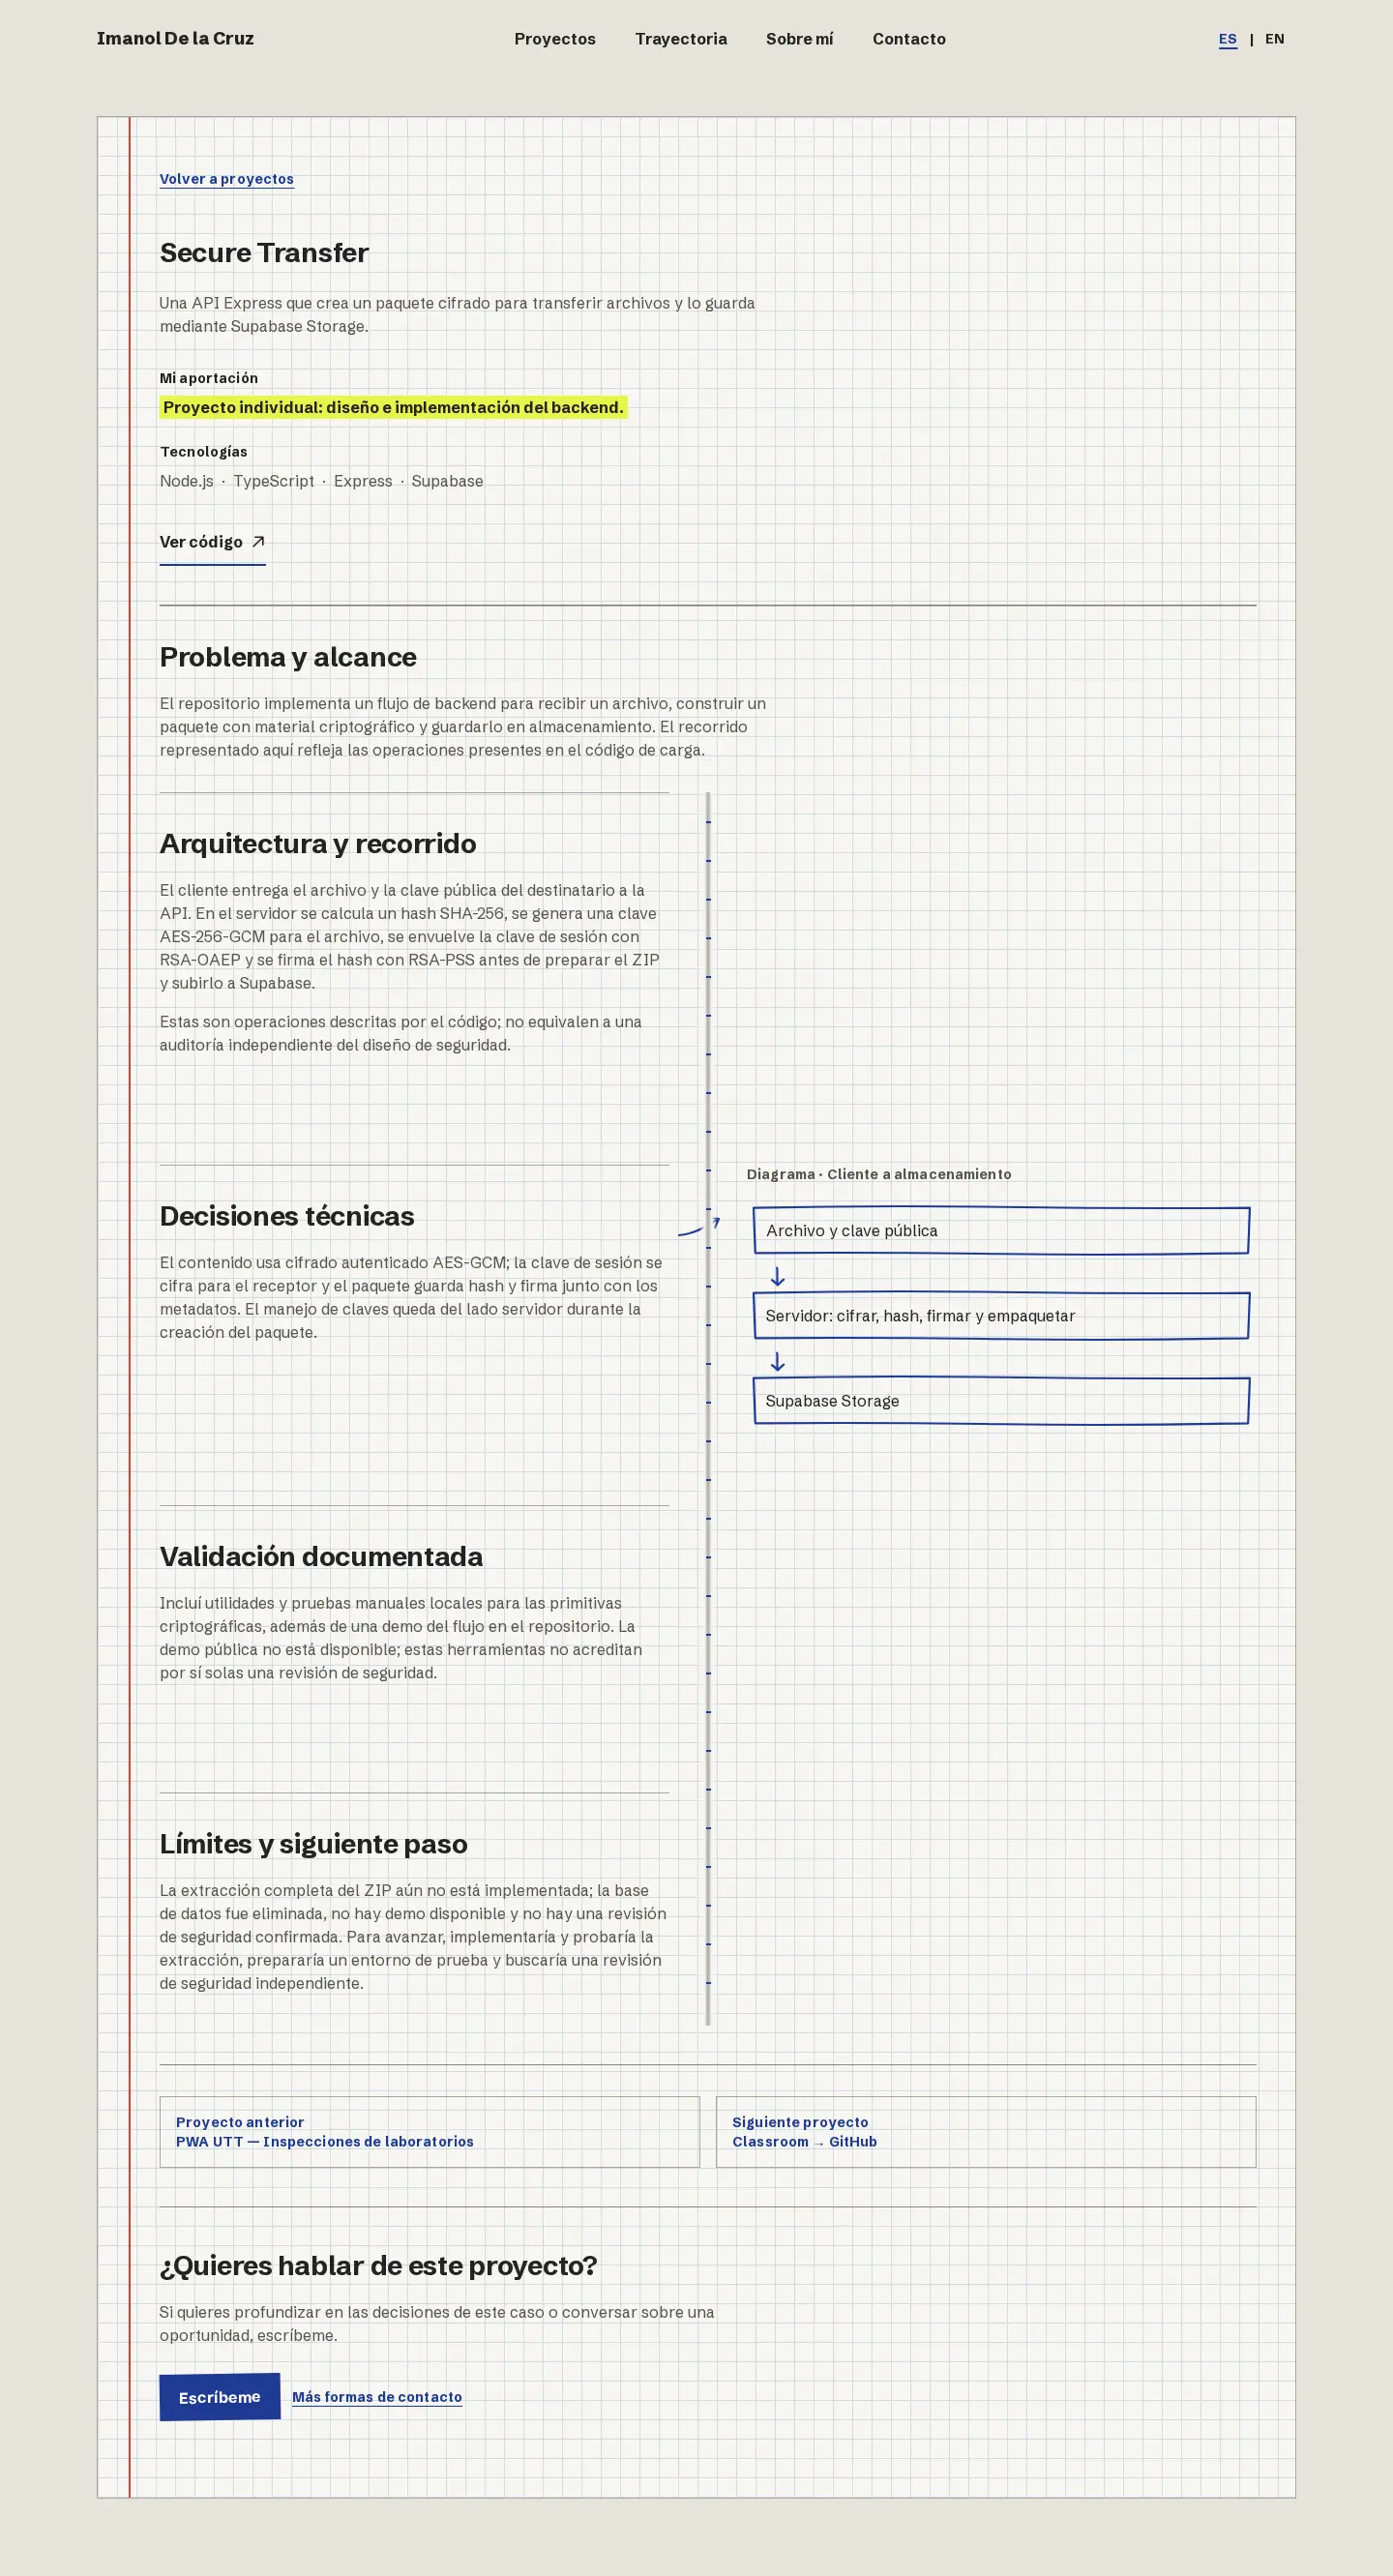 Imanol De la Cruz
Proyectos
Trayectoria
Sobre mí
Contacto
ES | EN
Volver a proyectos
Secure Transfer
Una API Express que crea un paquete cifrado para transferir archivos y lo guarda
mediante Supabase Storage.
Mi aportación
Proyecto individual: diseño e implementación del backend.
Tecnologías
Node.js · TypeScript · Express · Supabase
Ver código ↗
Problema y alcance
El repositorio implementa un flujo de backend para recibir un archivo, construir un
paquete con material criptográfico y guardarlo en almacenamiento. El recorrido
representado aquí refleja las operaciones presentes en el código de carga.
Arquitectura y recorrido
El cliente entrega el archivo y la clave pública del destinatario a la
API. En el servidor se calcula un hash SHA-256, se genera una clave
AES-256-GCM para el archivo, se envuelve la clave de sesión con
RSA-OAEP y se firma el hash con RSA-PSS antes de preparar el ZIP
y subirlo a Supabase.
Estas son operaciones descritas por el código; no equivalen a una
auditoría independiente del diseño de seguridad.
Decisiones técnicas
El contenido usa cifrado autenticado AES-GCM; la clave de sesión se
cifra para el receptor y el paquete guarda hash y firma junto con los
metadatos. El manejo de claves queda del lado servidor durante la
creación del paquete.
Diagrama · Cliente a almacenamiento
Archivo y clave pública
Servidor: cifrar, hash, firmar y empaquetar
Supabase Storage
Validación documentada
Incluí utilidades y pruebas manuales locales para las primitivas
criptográficas, además de una demo del flujo en el repositorio. La
demo pública no está disponible; estas herramientas no acreditan
por sí solas una revisión de seguridad.
Límites y siguiente paso
La extracción completa del ZIP aún no está implementada; la base
de datos fue eliminada, no hay demo disponible y no hay una revisión
de seguridad confirmada. Para avanzar, implementaría y probaría la
extracción, prepararía un entorno de prueba y buscaría una revisión
de seguridad independiente.
Proyecto anterior
PWA UTT — Inspecciones de laboratorios
Siguiente proyecto
Classroom → GitHub
¿Quieres hablar de este proyecto?
Si quieres profundizar en las decisiones de este caso o conversar sobre una
oportunidad, escríbeme.
Escríbeme
Más formas de contacto